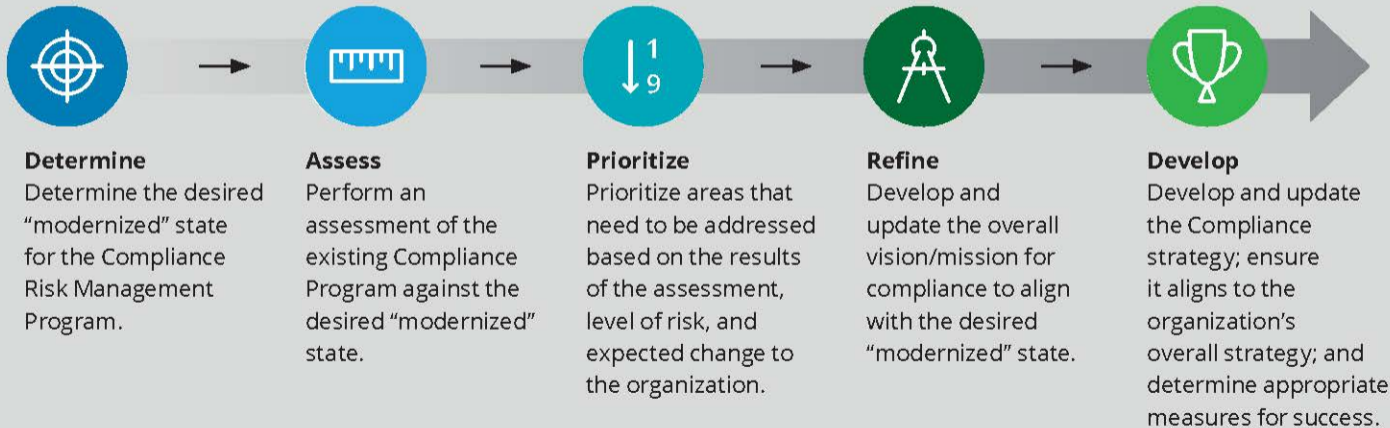 1
9
Determine
Determine the desired
“modernized” state
for the Compliance
Risk Management
Program.
Assess
Perform an
assessment of the
existing Compliance
Program against the
desired “modernized”
state.
Prioritize
Prioritize areas that
need to be addressed
based on the results
of the assessment,
level of risk, and
expected change to
the organization.
Refine
Develop and
update the overall
vision/mission for
compliance to align
with the desired
“modernized” state.
Develop
Develop and update
the Compliance
strategy; ensure
it aligns to the
organization’s
overall strategy; and
determine appropriate
measures for success.